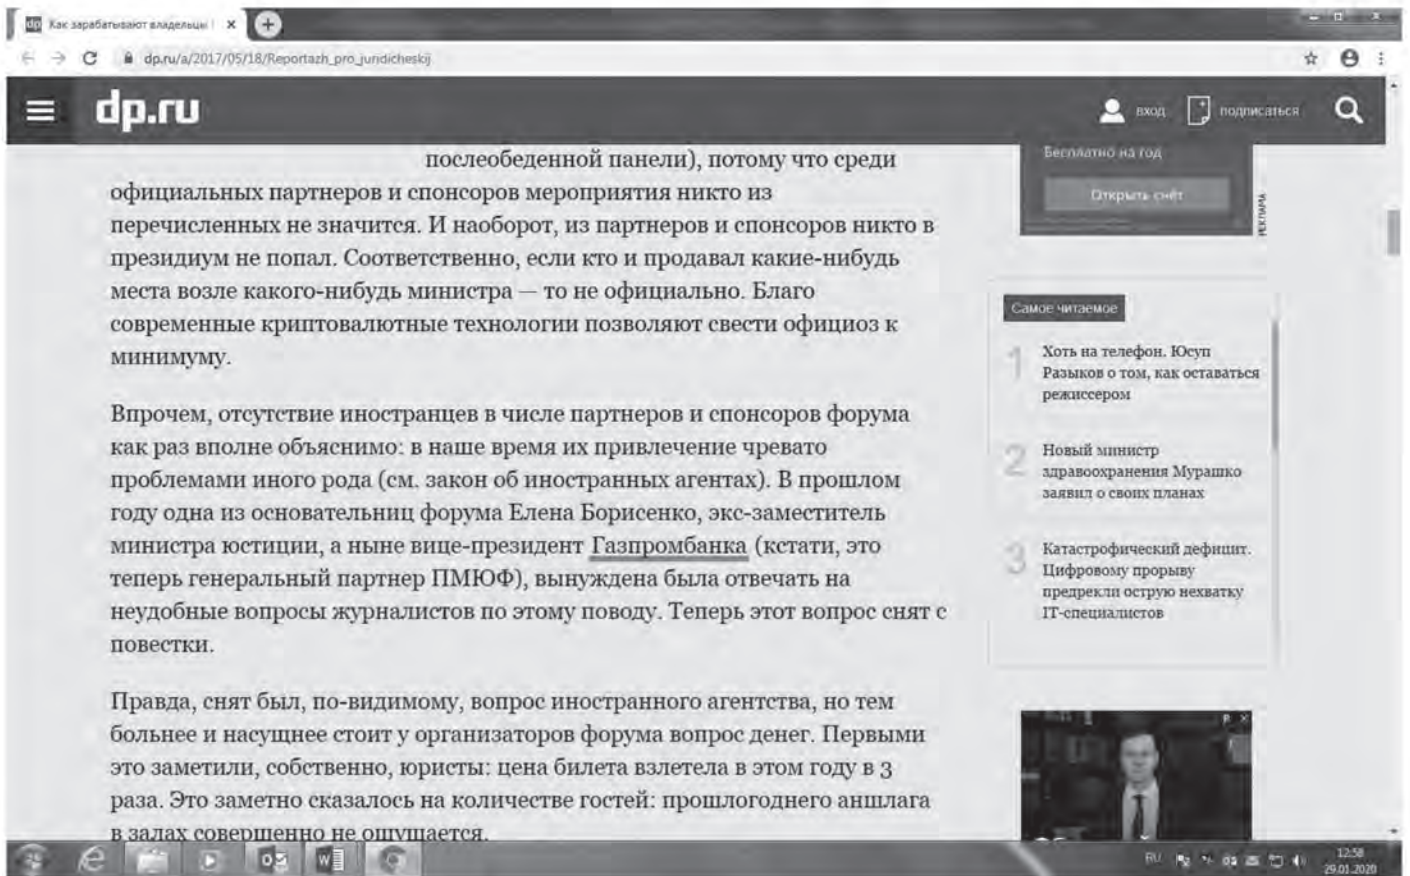 dp Как зарабатывают владельцы
dp.ru/a/2017/05/18/Reportazh_pro_juridicheskij
dp.ru
вход
подписаться
послеобеденной панели), потому что среди
официальных партнеров и спонсоров мероприятия никто из
перечисленных не значится. И наоборот, из партнеров и спонсоров никто в
президиум не попал. Соответственно, если кто и продавал какие-нибудь
места возле какого-нибудь министра — то не официально. Благо
современные криптовалютные технологии позволяют свести официоз к
минимуму.
Впрочем, отсутствие иностранцев в числе партнеров и спонсоров форума
как раз вполне объяснимо: в наше время их привлечение чревато
проблемами иного рода (см. закон об иностранных агентах). В прошлом
году одна из основательниц форума Елена Борисенко, экс-заместитель
министра юстиции, а ныне вице-президент Газпромбанка (кстати, это
теперь генеральный партнер ПМЮФ), вынуждена была отвечать на
неудобные вопросы журналистов по этому поводу. Теперь этот вопрос снят с
повестки.
Правда, снят был, по-видимому, вопрос иностранного агентства, но тем
больнее и насущнее стоит у организаторов форума вопрос денег. Первыми
это заметили, собственно, юристы: цена билета взлетела в этом году в 3
раза. Это заметно сказалось на количестве гостей: прошлогоднего аншлага
в залах совершенно не ощущается.
Бесплатно на год
Открыть счёт
РЕКЛАМА
Самое читаемое
1
Хоть на телефон. Юсуп
Разыков о том, как оставаться
режиссером
2
Новый министр
здравоохранения Мурашко
заявил о своих планах
3
Катастрофический дефицит.
Цифровому прорыву
предрекли острую нехватку
IT-специалистов
RU
12:58
29.01.2020